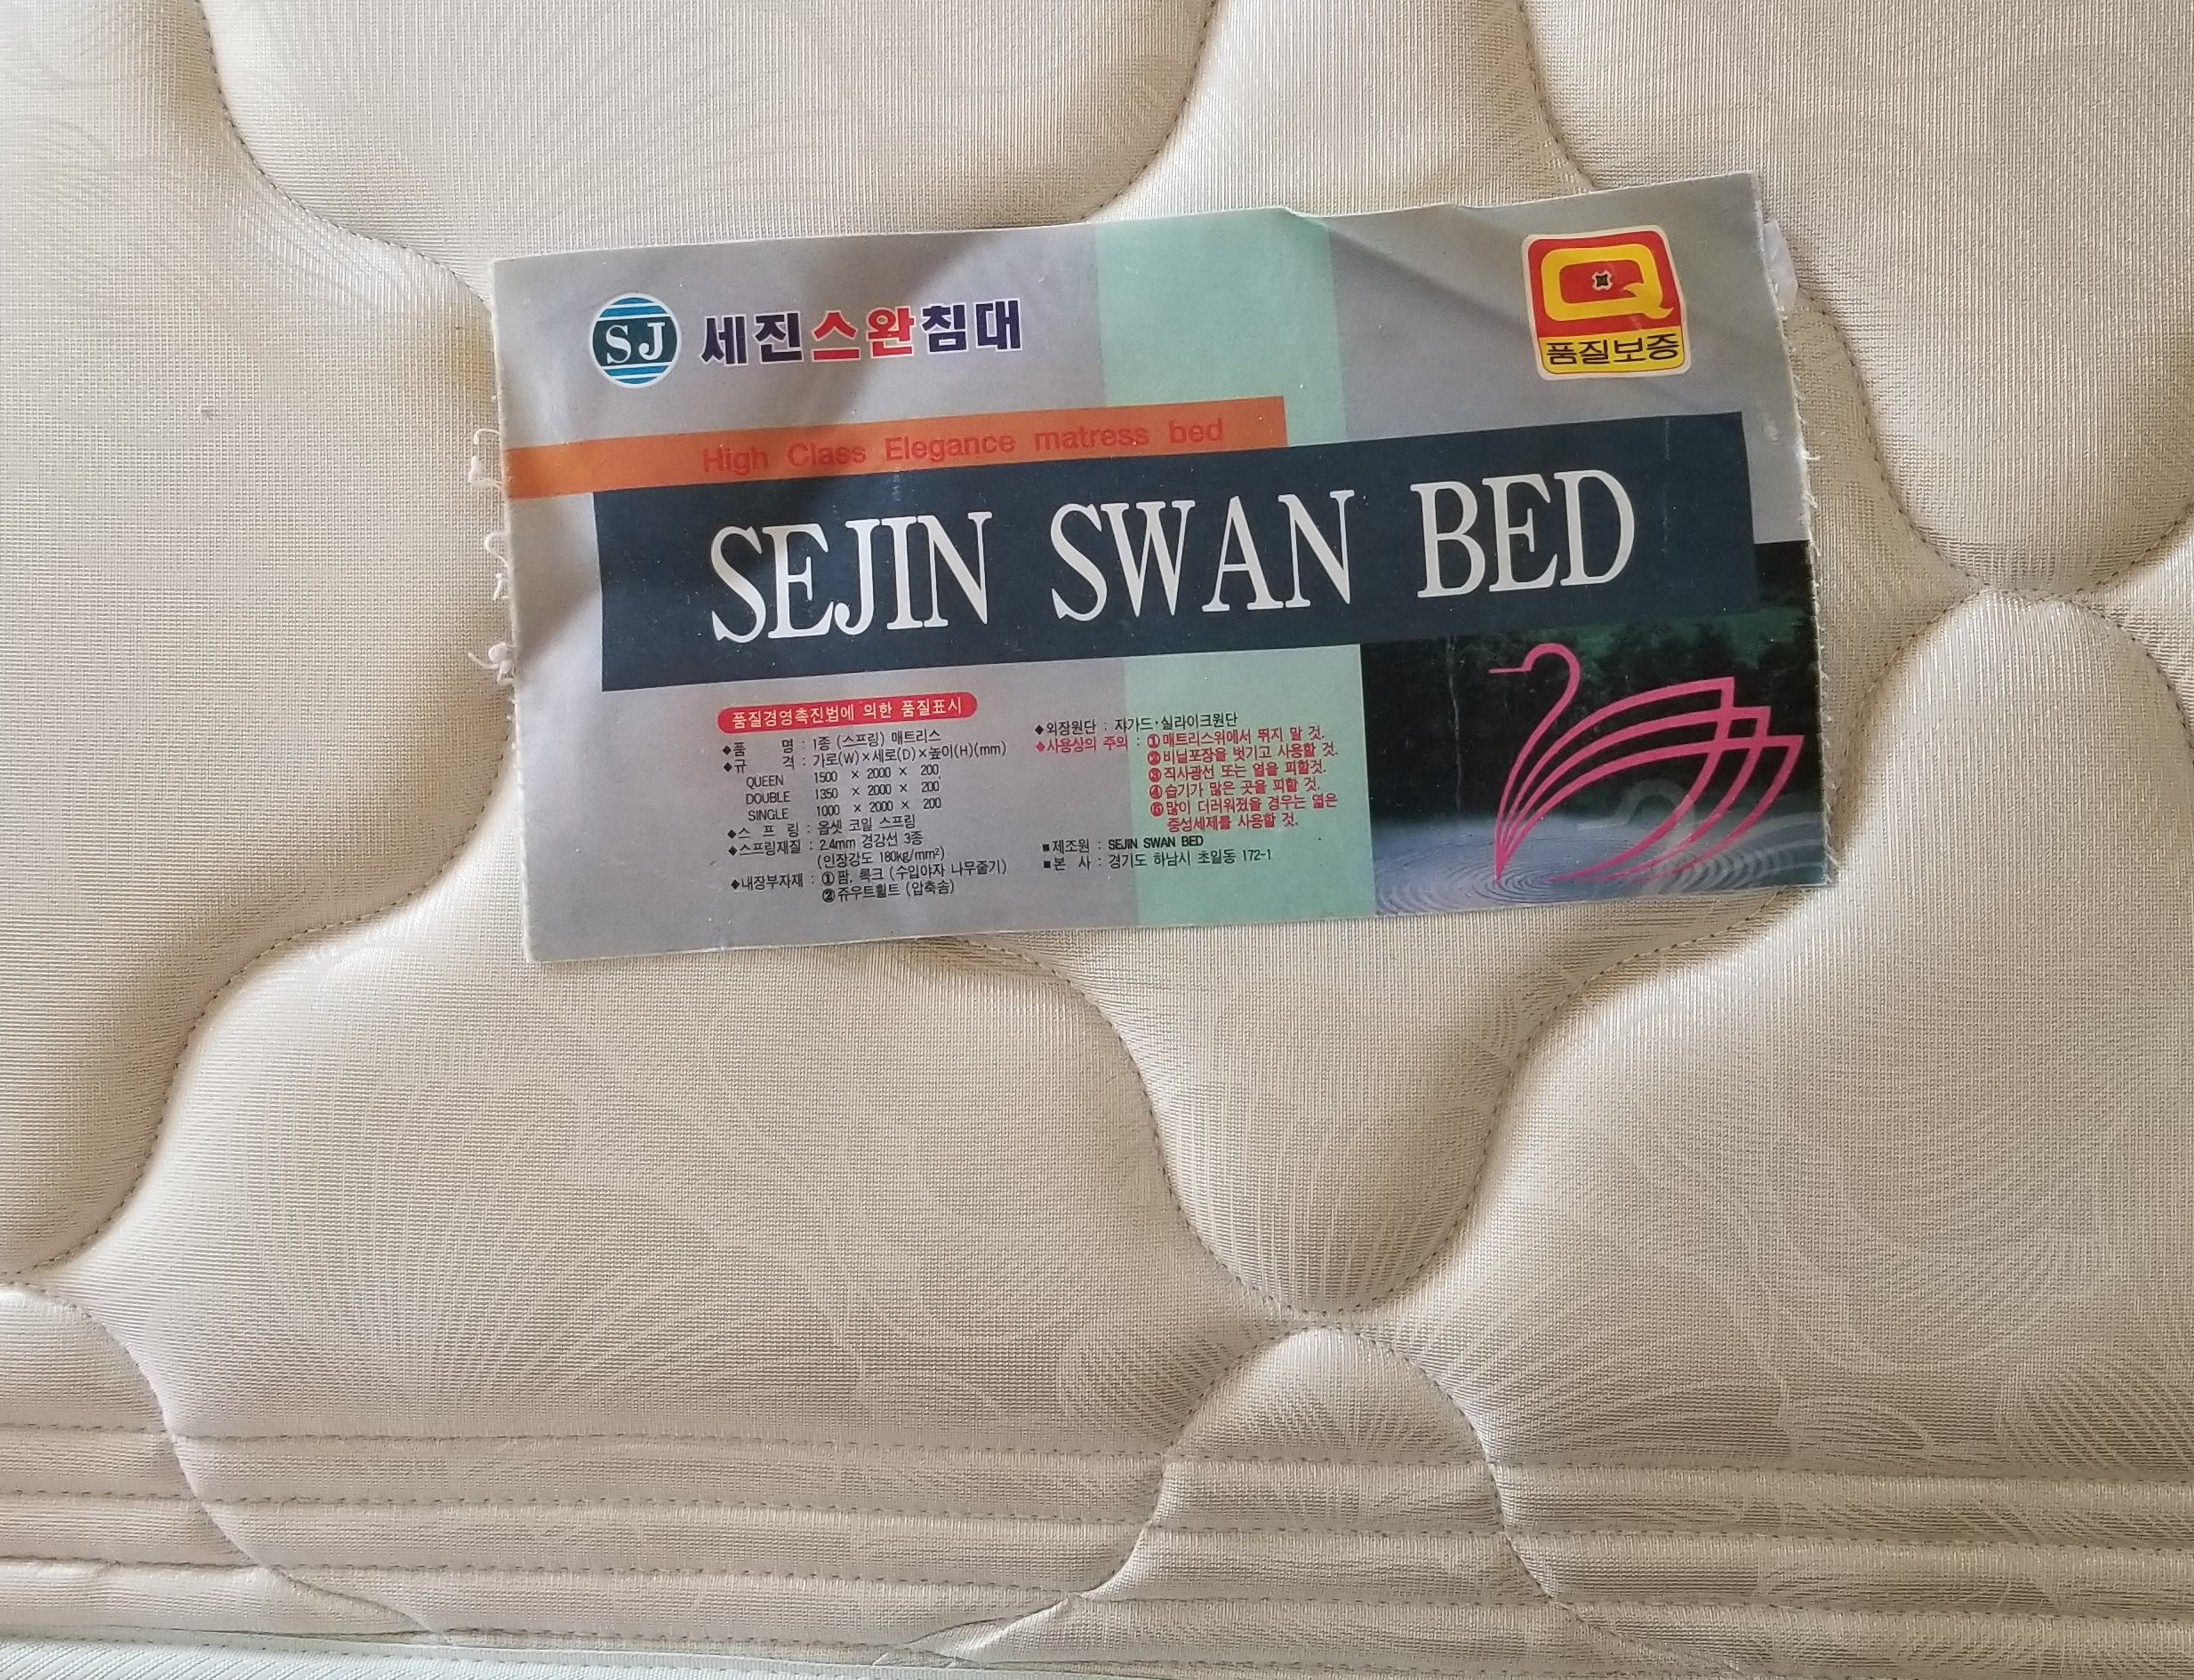 SJ 세진스완침대
Q
품질보증
High Class Elegance matress bed
SEJIN SWAN BED
품질경영촉진법에 의한 품질표시
◆품 명 : 1종 (스프링) 매트리스
◆규 격 : 가로(W)×세로(D)×높이(H)(mm)
QUEEN 1500 × 2000 × 200
DOUBLE 1350 × 2000 × 200
SINGLE 1000 × 2000 × 200
◆스 프 링 : 옵셋 코일 스프링
◆스프링재질 : 2.4mm 경강선 3종
(인장강도 180kg/mm²)
◆내장부자재 : ①팜, 록크 (수입야자 나무줄기)
②쥬우트휠트 (압축솜)
◆외장원단 : 자가드·실라이크원단
◆사용상의 주의 : ①매트리스위에서 뛰지 말 것.
②비닐포장을 벗기고 사용할 것.
③직사광선 또는 열을 피할것.
④습기가 많은 곳을 피할 것.
⑥많이 더러워졌을 경우는 엷은
중성세제를 사용할 것.
■제조원 : SEJIN SWAN BED
■본 사 : 경기도 하남시 초일동 172-1